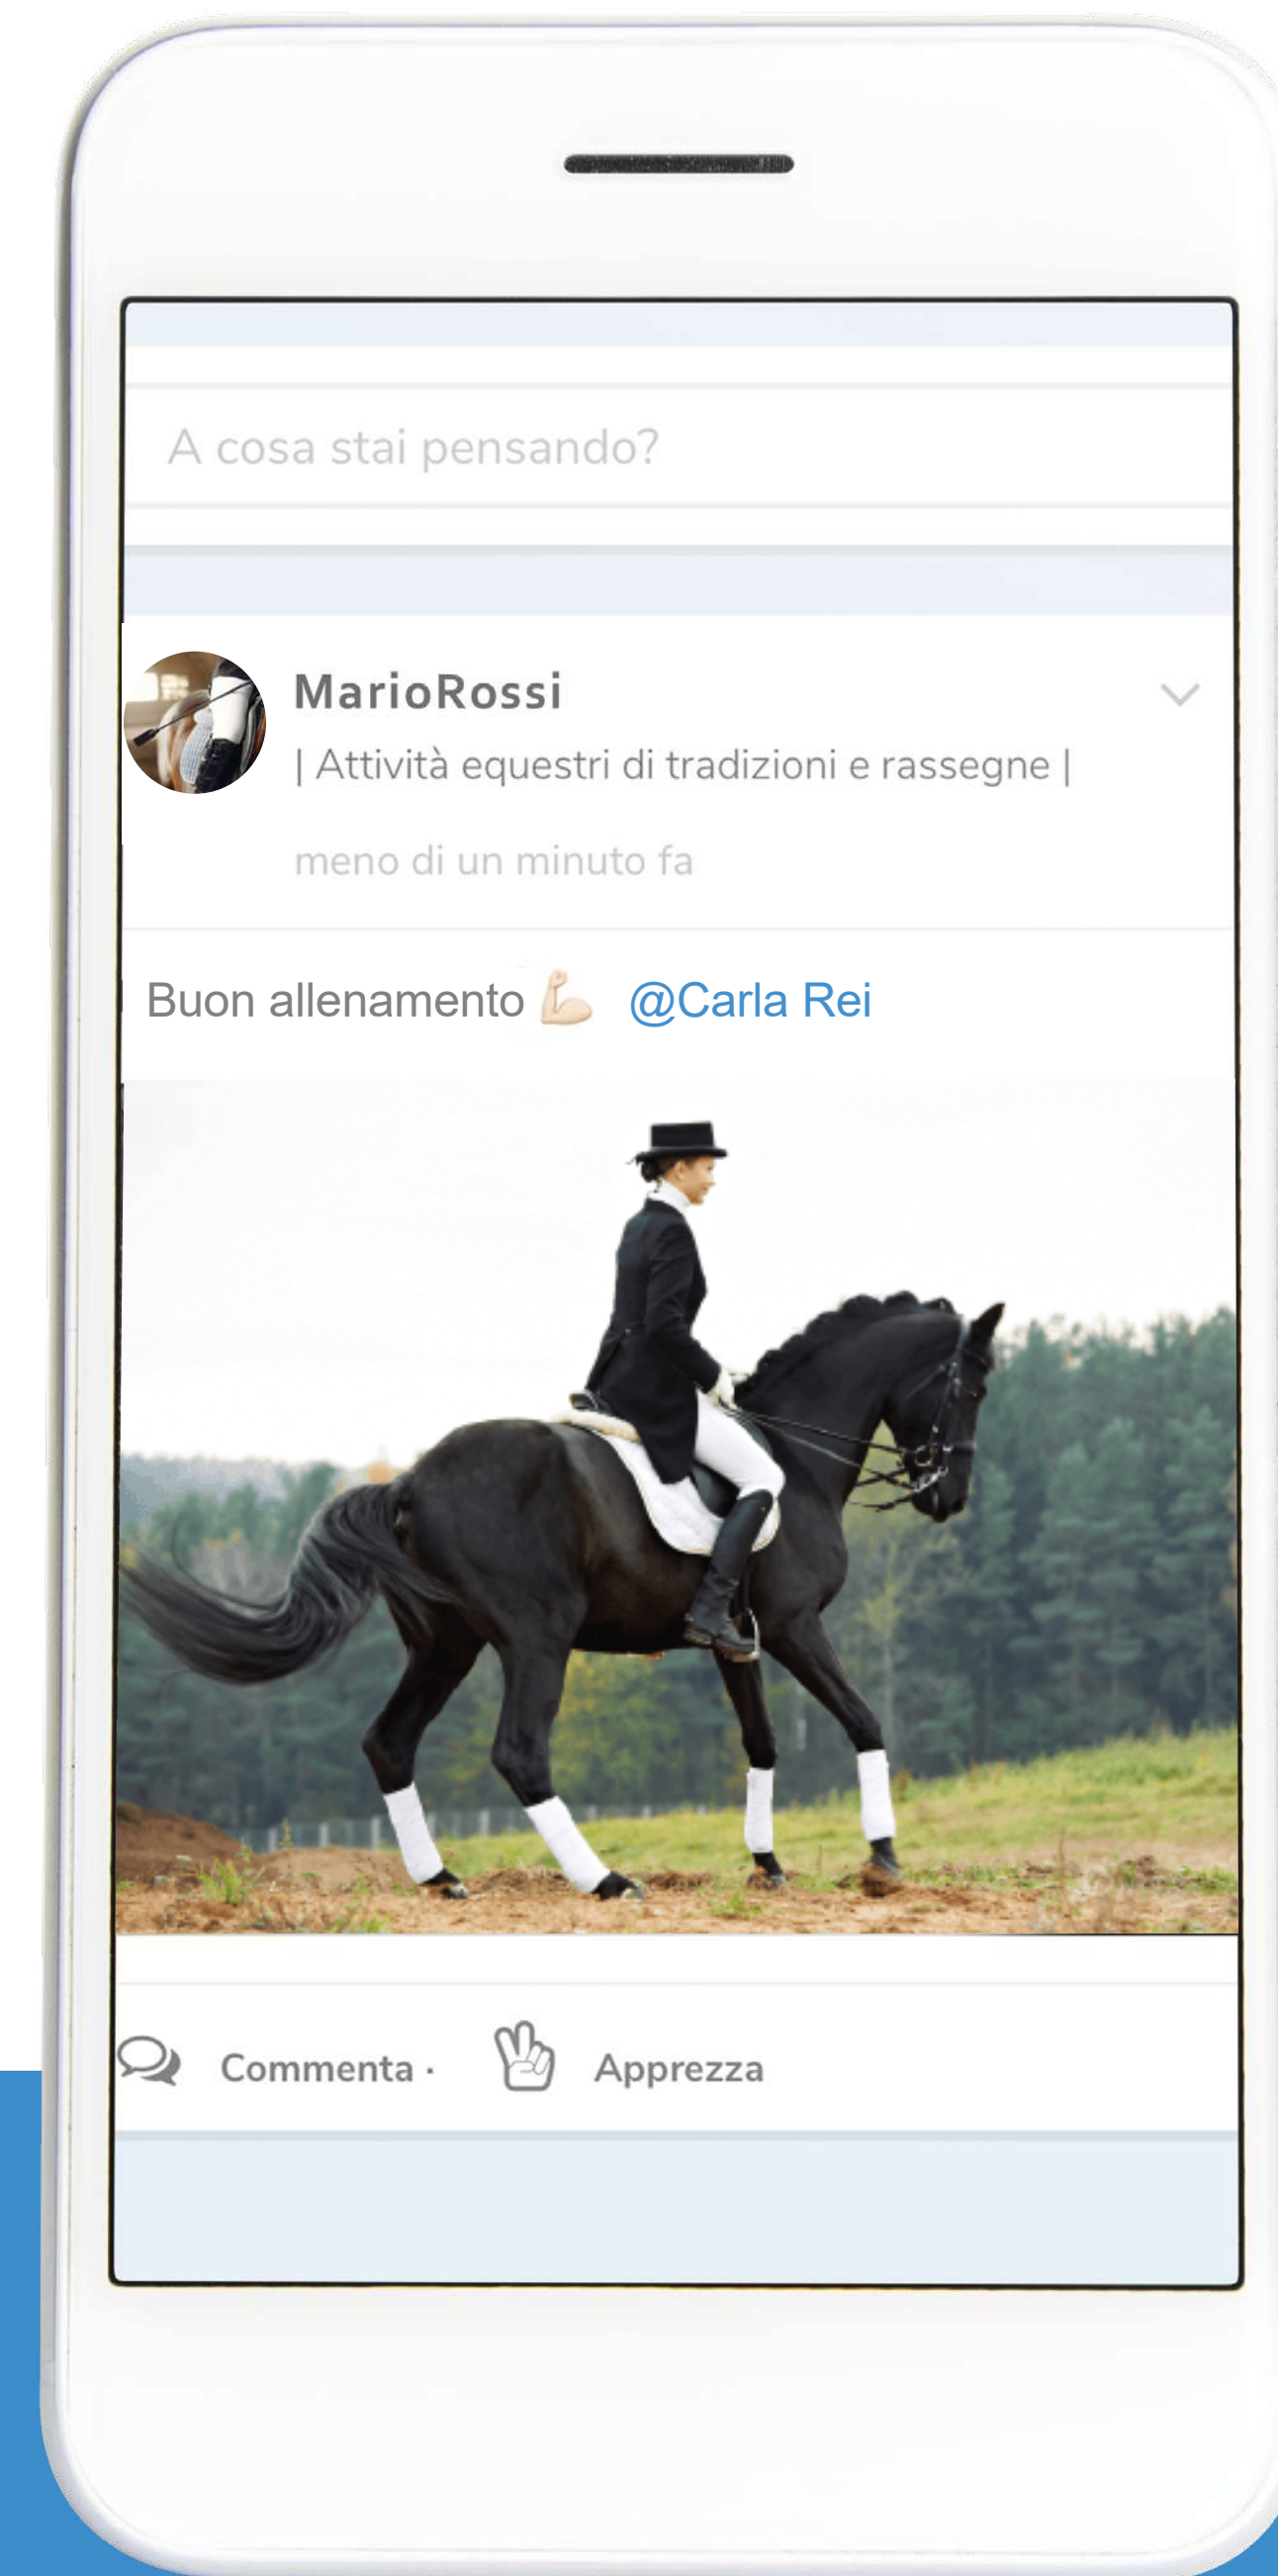 A cosa stai pensando?
MarioRossi
| Attività equestri di tradizioni e rassegne |
meno di un minuto fa
Buon allenamento 💪🏻 @Carla Rei
Commenta ·
Apprezza